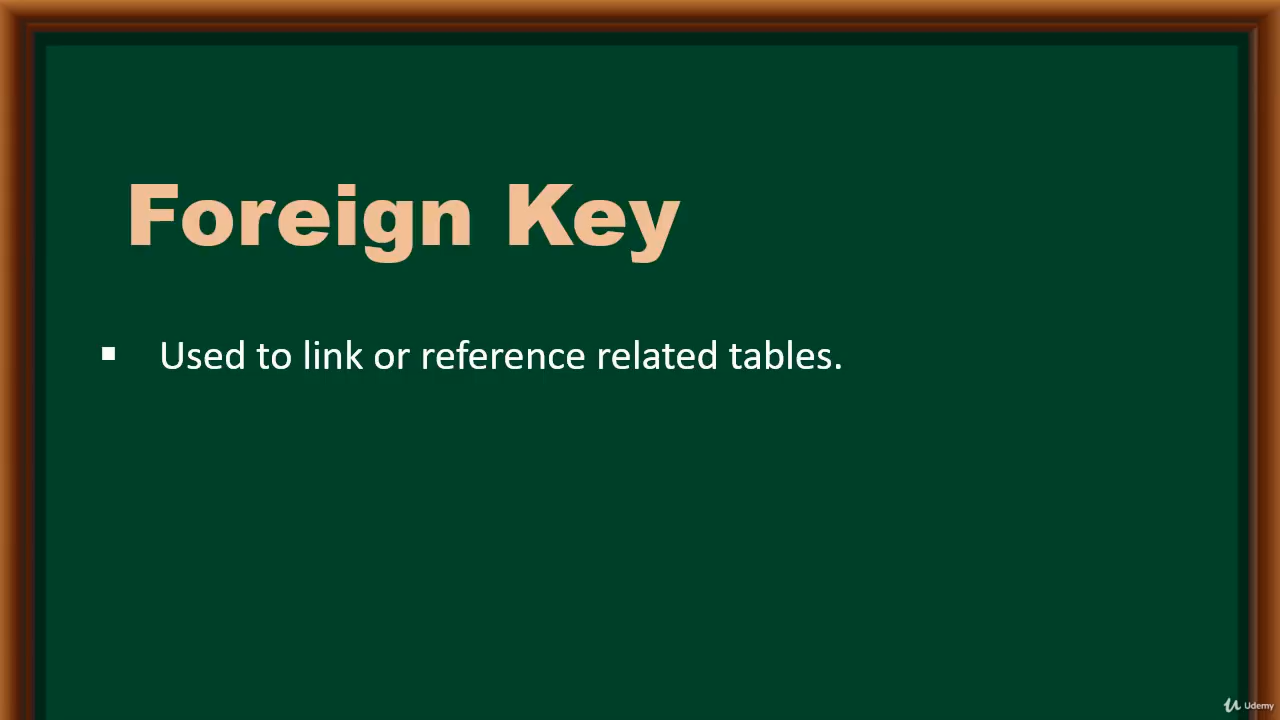 Foreign Key
▪ Used to link or reference related tables.
Udemy